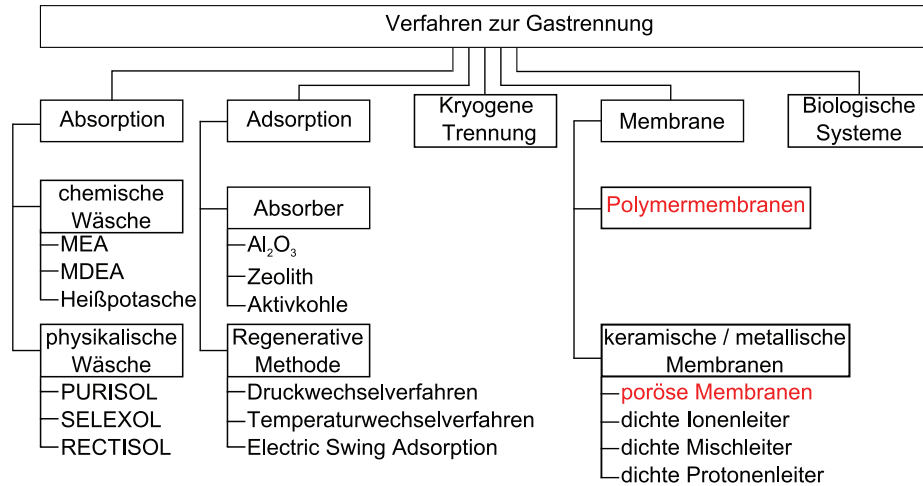 Verfahren zur Gastrennung
Absorption
chemische
Wäsche
MEA
MDEA
Heißpotasche
physikalische
Wäsche
PURISOL
SELEXOL
RECTISOL
Adsorption
Absorber
Al₂O₃
Zeolith
Aktivkohle
Regenerative
Methode
Druckwechselverfahren
Temperaturwechselverfahren
Electric Swing Adsorption
Kryogene
Trennung
Membrane
Polymermembranen
keramische / metallische
Membranen
poröse Membranen
dichte Ionenleiter
dichte Mischleiter
dichte Protonenleiter
Biologische
Systeme